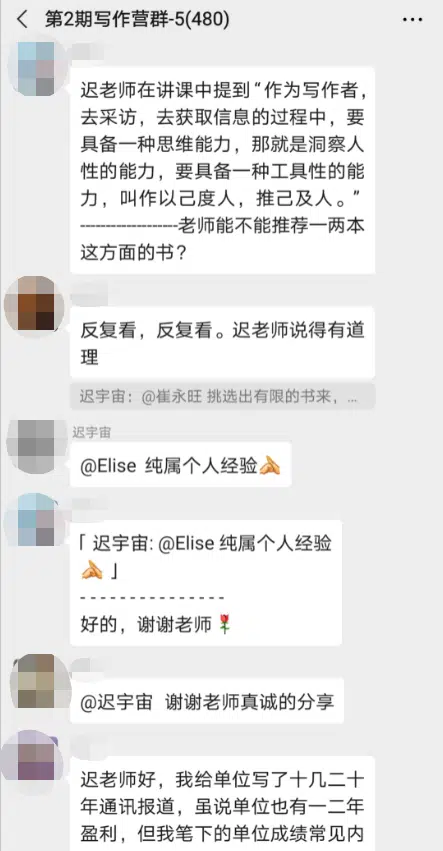 第2期写作营群-5(480)
迟老师在讲课中提到“作为写作者，
去采访，去获取信息的过程中，要
具备一种思维能力，那就是洞察人
性的能力，要具备一种工具性的能
力，叫作以己度人，推己及人。”
-------------------老师能不能推荐一两本
这方面的书？
反复看，反复看。迟老师说得有道
理
迟宇宙：@崔永旺 挑选出有限的书来，...
迟宇宙
@Elise 纯属个人经验🙏
「 迟宇宙: @Elise 纯属个人经验
🙏 」
- - - - - - - - - - - - - - -
好的，谢谢老师🌹
@迟宇宙 谢谢老师真诚的分享
迟老师好，我给单位写了十几二十
年通讯报道，虽说单位也有一二年
盈利，但我笔下的单位成绩常见内